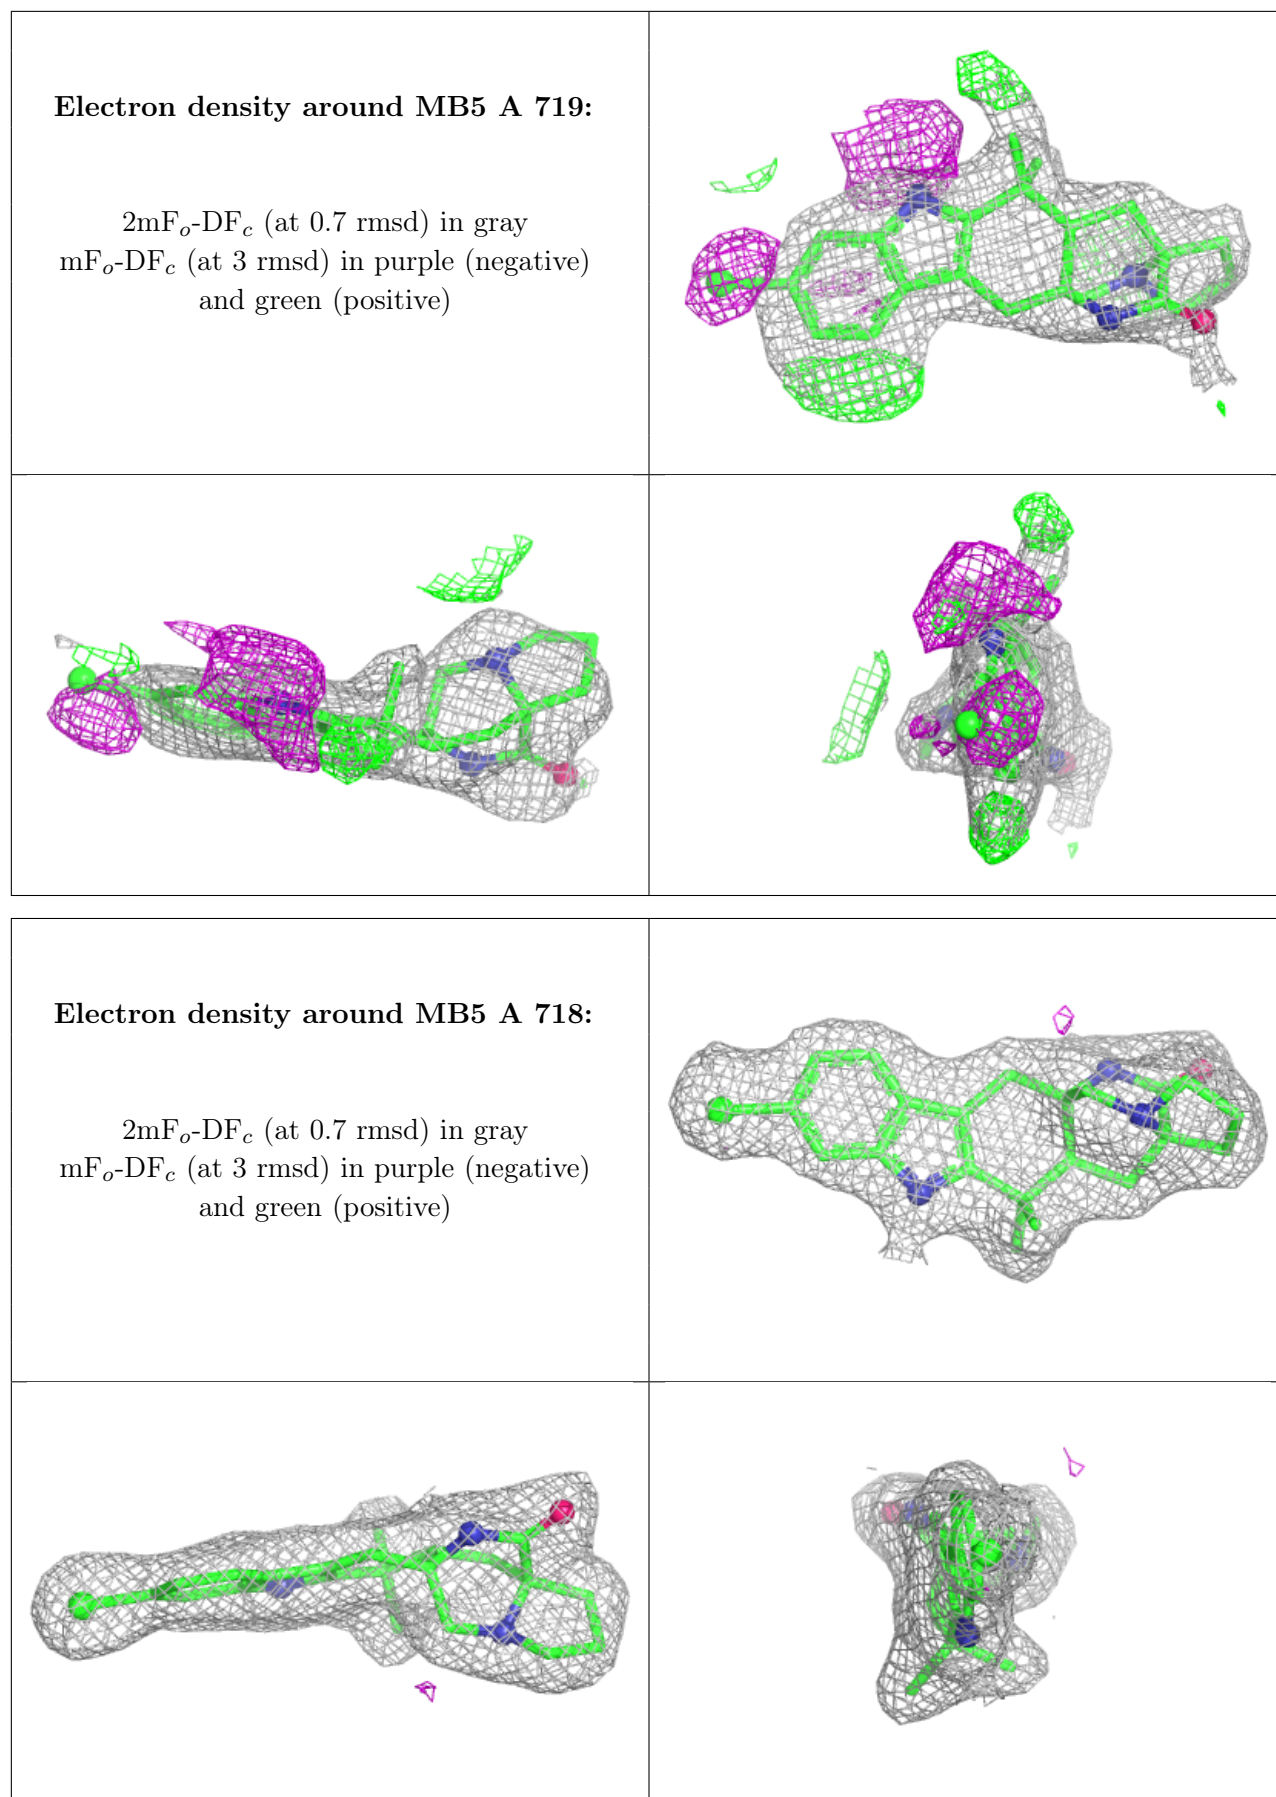 Electron density around MB5 A 719:
2mFo-DFc (at 0.7 rmsd) in gray
mFo-DFc (at 3 rmsd) in purple (negative)
and green (positive)
Electron density around MB5 A 718:
2mFo-DFc (at 0.7 rmsd) in gray
mFo-DFc (at 3 rmsd) in purple (negative)
and green (positive)